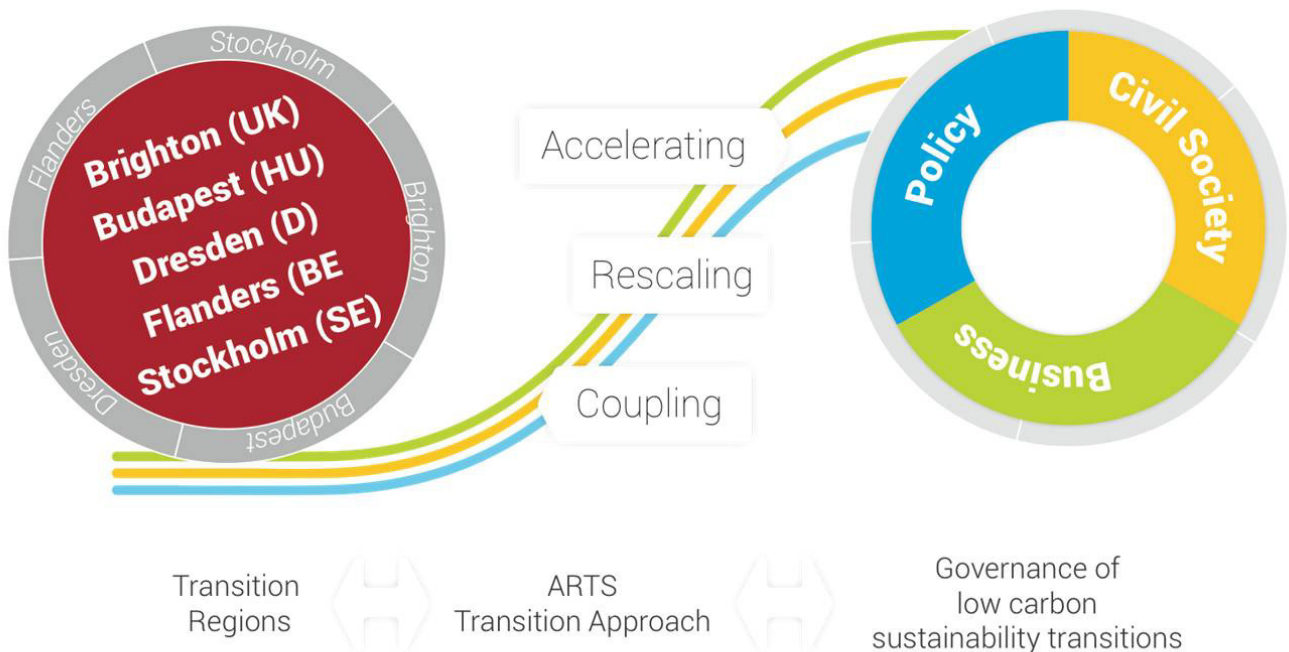 Stockholm
Flanders
Brighton
Dresden
Budapest
Brighton (UK)
Budapest (HU)
Dresden (D)
Flanders (BE
Stockholm (SE)
Accelerating
Rescaling
Coupling
Policy
Civil Society
Business
Transition
Regions
ARTS
Transition Approach
Governance of
low carbon
sustainability transitions